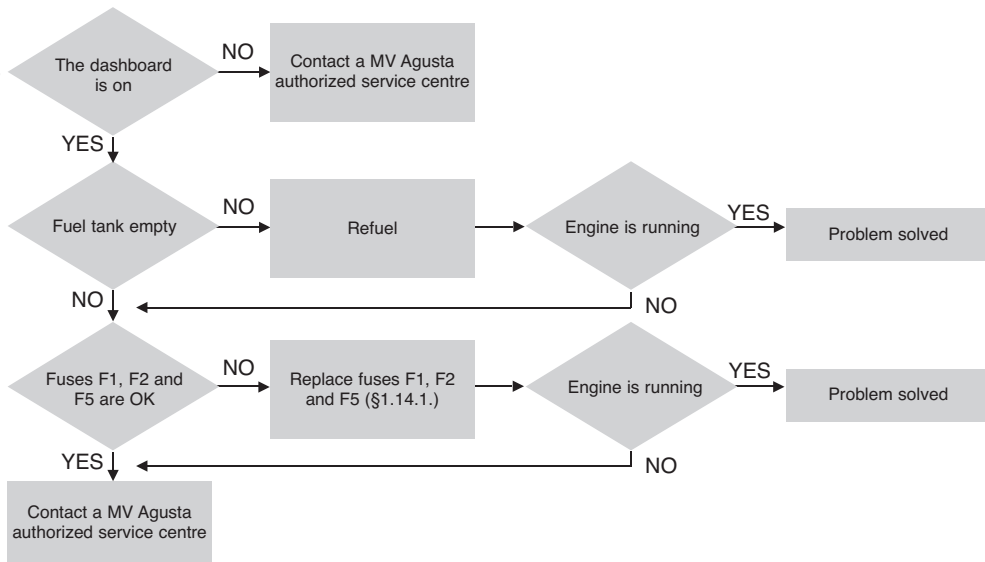 The dashboard
is on
NO
Contact a MV Agusta
authorized service centre
YES
Fuel tank empty
NO
Refuel
Engine is running
YES
Problem solved
NO
NO
Fuses F1, F2 and
F5 are OK
NO
Replace fuses F1, F2
and F5 (§1.14.1.)
Engine is running
YES
Problem solved
YES
NO
Contact a MV Agusta
authorized service centre